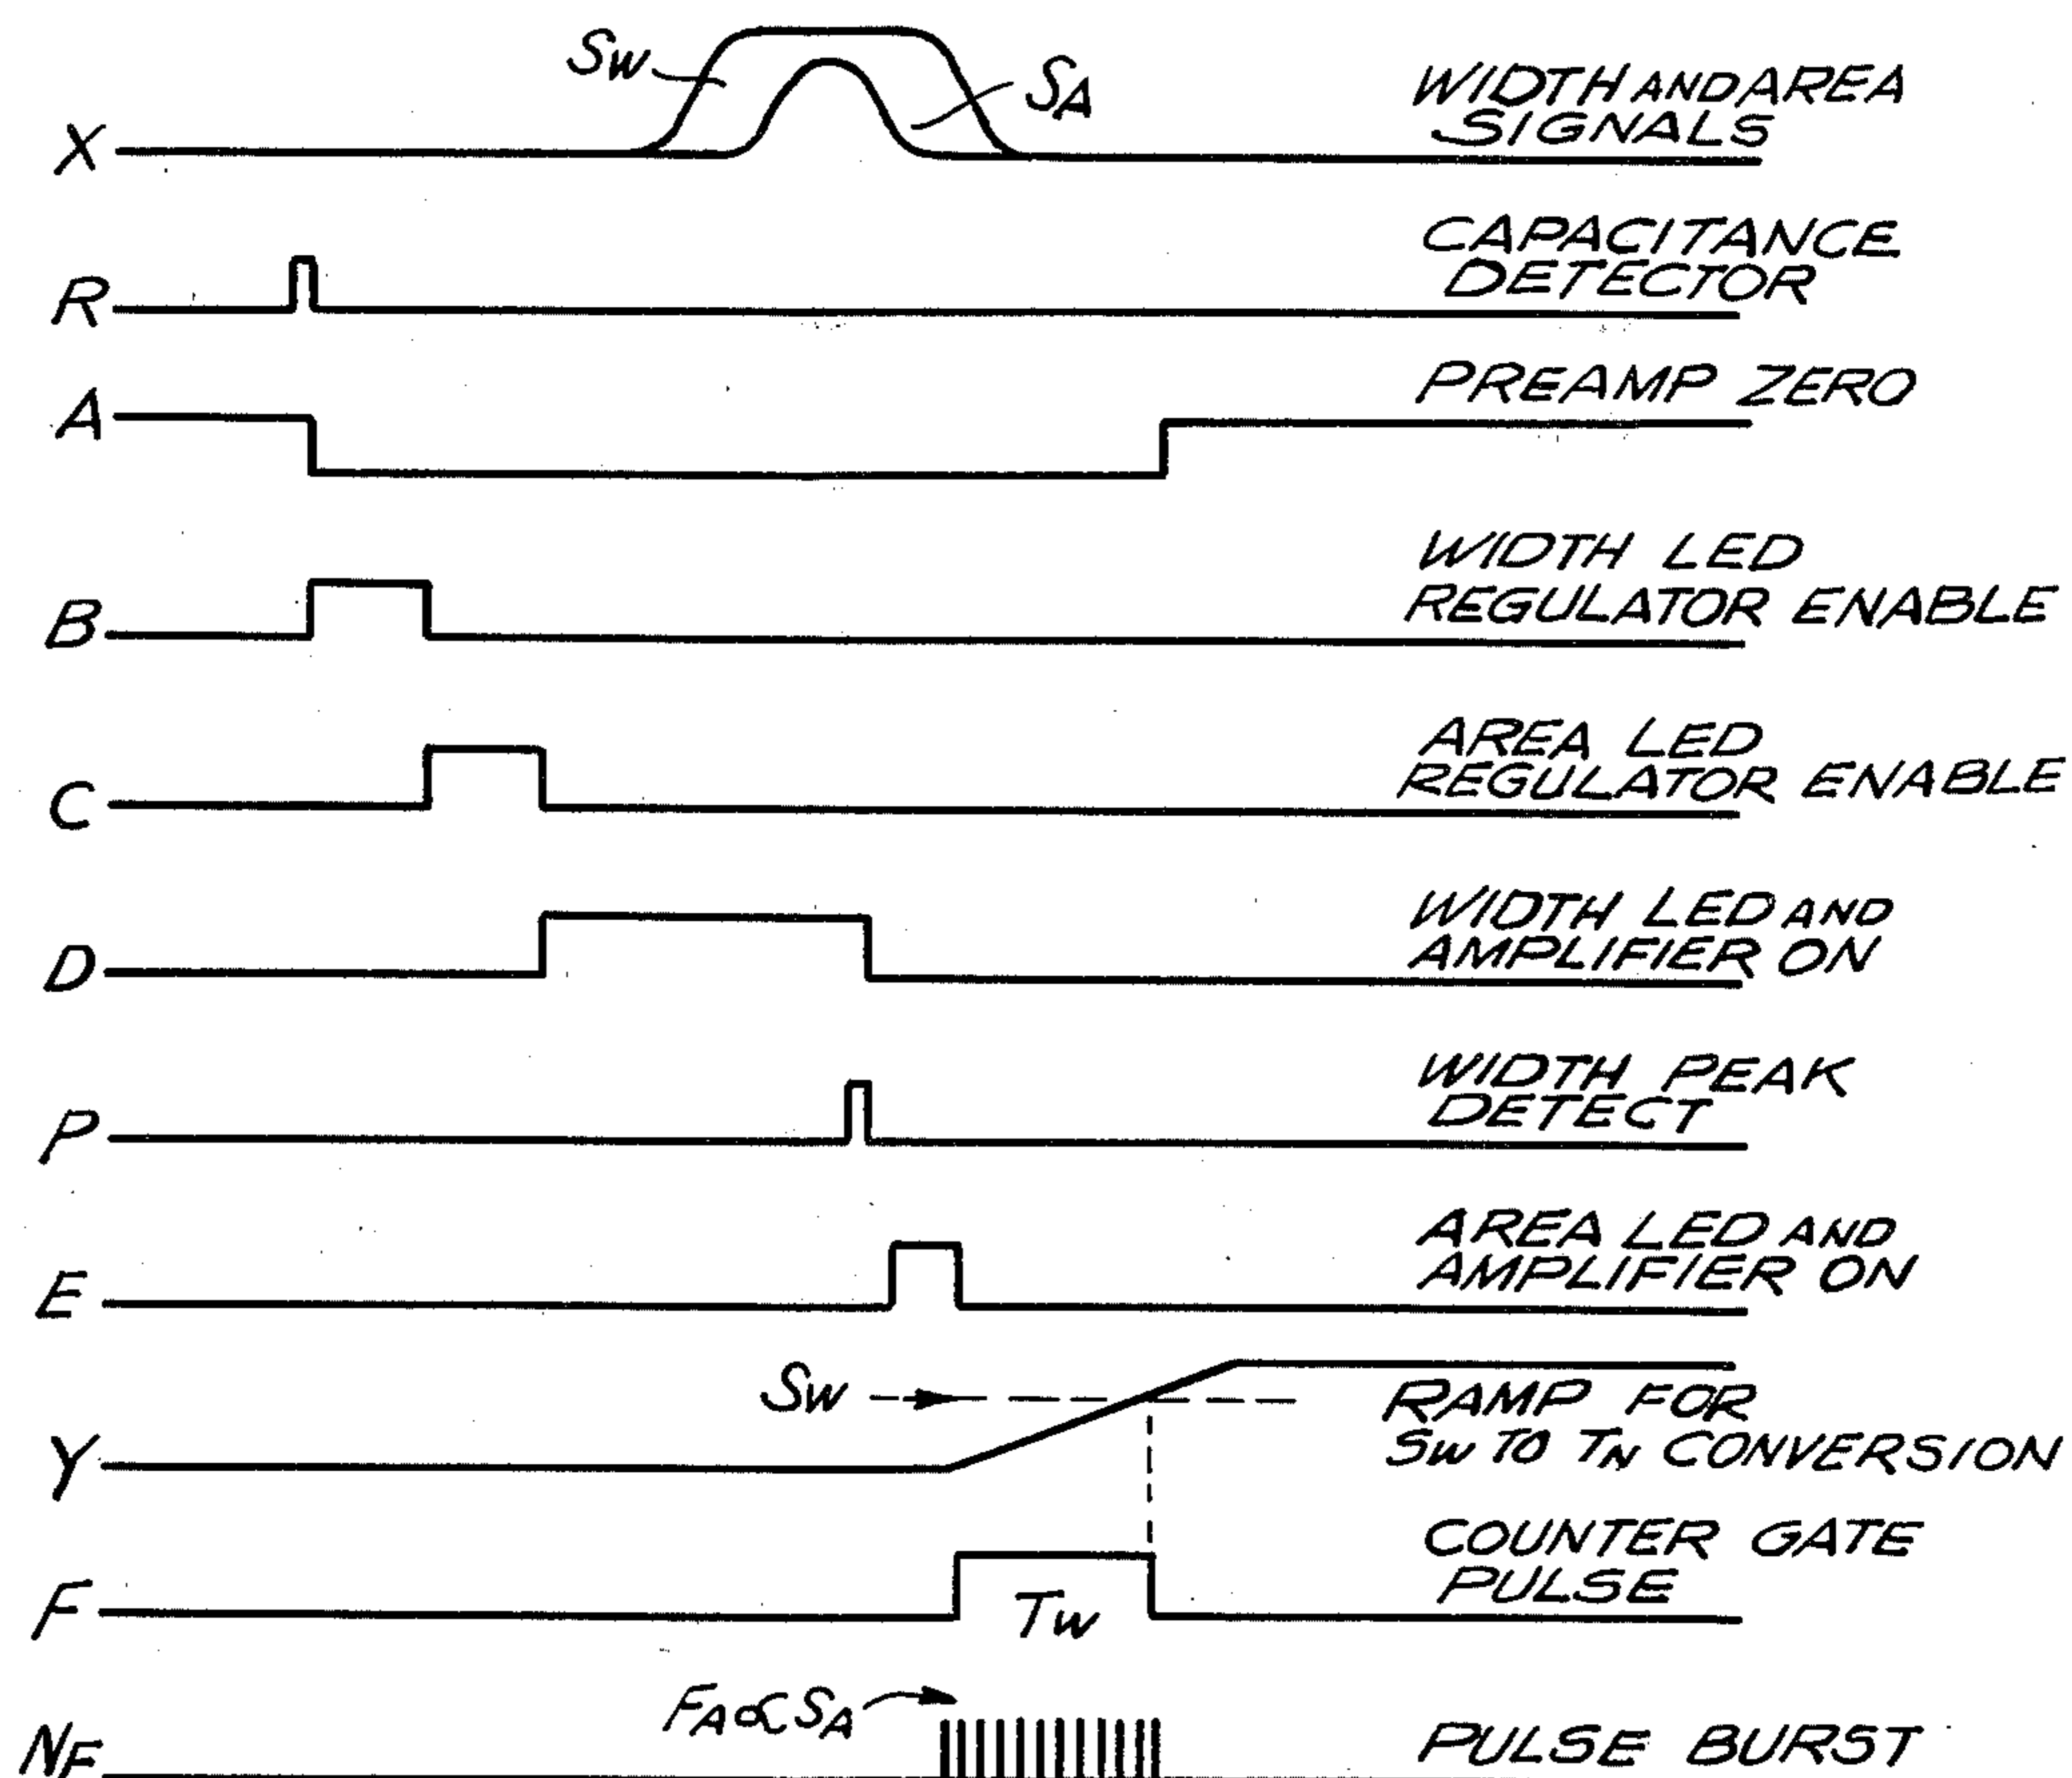 Sw
SA
WIDTH AND AREA
SIGNALS
X
CAPACITANCE
DETECTOR
R
PREAMP ZERO
A
WIDTH LED
REGULATOR ENABLE
B
AREA LED
REGULATOR ENABLE
C
WIDTH LED AND
AMPLIFIER ON
D
WIDTH PEAK
DETECT
P
AREA LED AND
AMPLIFIER ON
E
Sw
RAMP FOR
Sw TO TN CONVERSION
Y
COUNTER GATE
PULSE
F
Tw
FA∝SA
NF
PULSE BURST